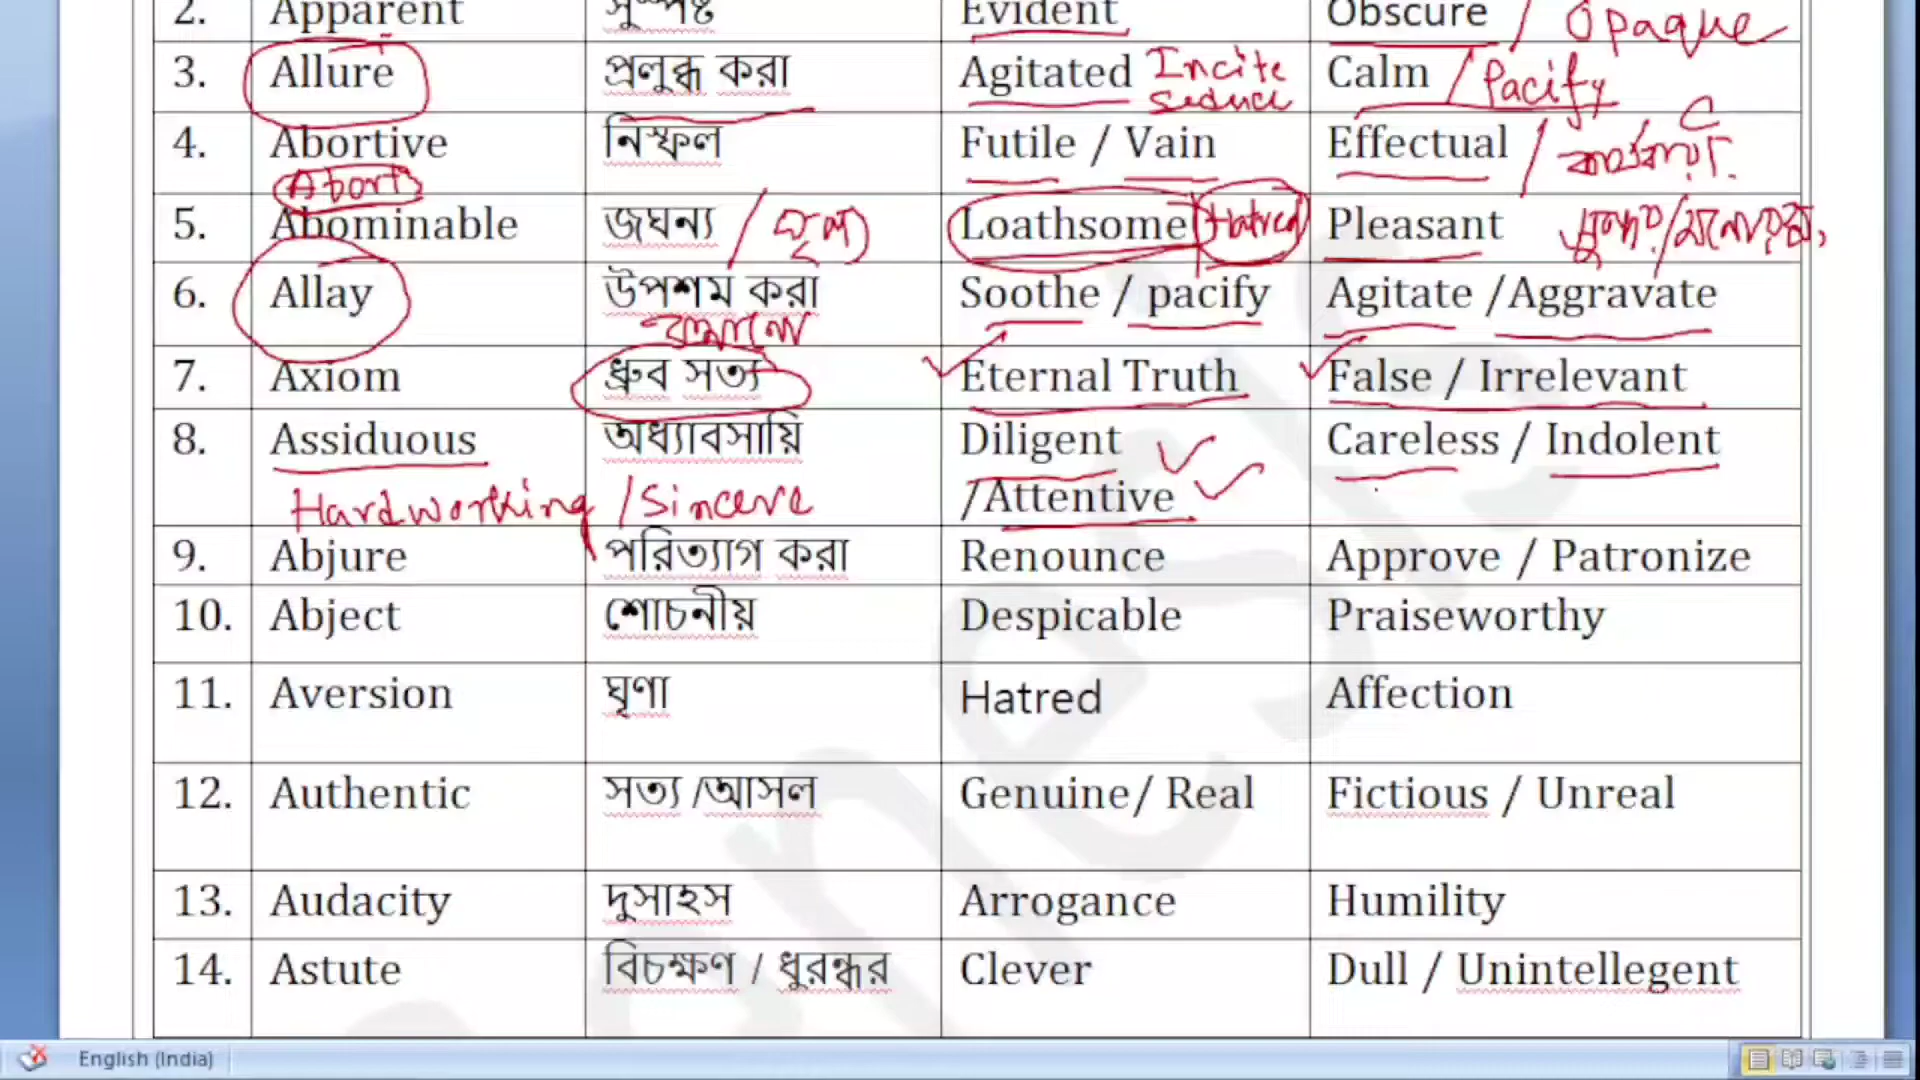 2. Apparent সুস্পষ্ট Evident Obscure / Opaque
3. Allure প্রলুব্ধ করা Agitated Incite Calm / Pacify
seduce
4. Abortive নিস্ফল Futile / Vain Effectual /
Abort
5. Abominable জঘন্য / ঘৃণ্য Loathsome Hatred Pleasant
6. Allay উপশম করা Soothe / pacify Agitate /Aggravate
কমানো
7. Axiom ধ্রুব সত্য Eternal Truth False / Irrelevant
8. Assiduous অধ্যাবসায়ি Diligent Careless / Indolent
Hardworking / Sincere /Attentive
9. Abjure পরিত্যাগ করা Renounce Approve / Patronize
10. Abject শোচনীয় Despicable Praiseworthy
11. Aversion ঘৃণা Hatred Affection
12. Authentic সত্য /আসল Genuine/ Real Fictious / Unreal
13. Audacity দুসাহস Arrogance Humility
14. Astute বিচক্ষণ / ধুরন্ধর Clever Dull / Unintellegent
English (India)